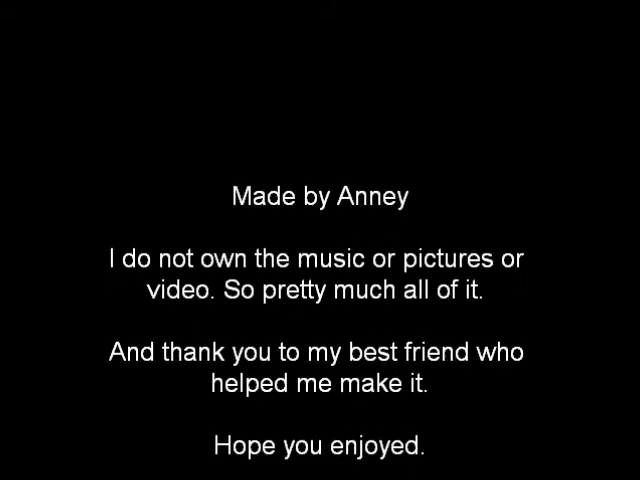 Made by Anney
I do not own the music or pictures or
video. So pretty much all of it.
And thank you to my best friend who
helped me make it.
Hope you enjoyed.